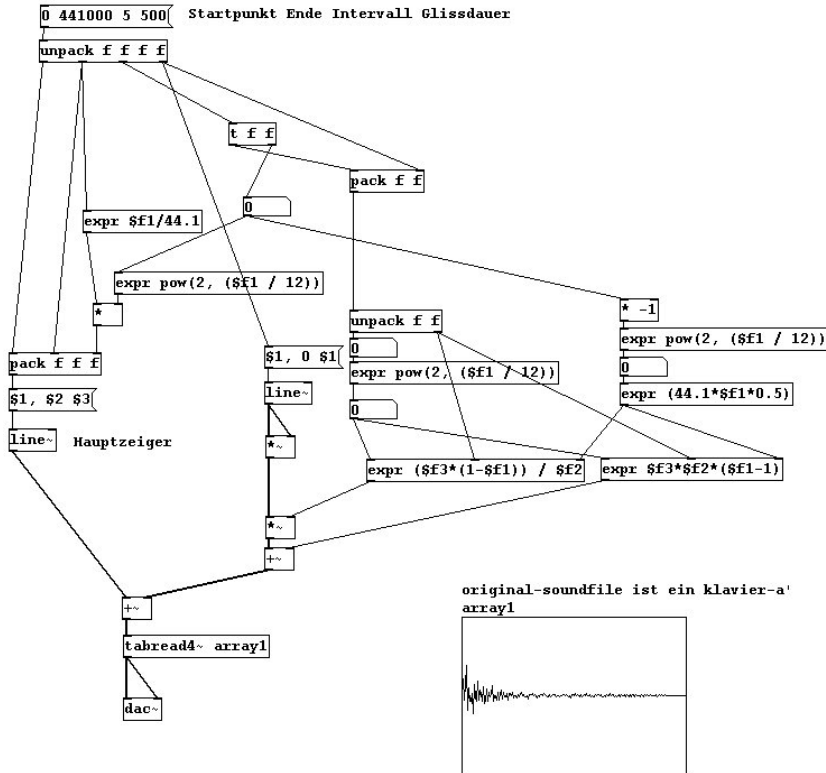 0 441000 5 500
Startpunkt Ende Intervall Glissdauer
unpack f f f f
t f f
pack f f
expr $f1/44.1
0
expr pow(2, ($f1 / 12))
*
* -1
unpack f f
0
expr pow(2, ($f1 / 12))
pack f f f
$1, 0 $1
expr pow(2, ($f1 / 12))
0
$1, $2 $3
line~
expr (44.1*$f1*0.5)
0
line~
Hauptzeiger
*~
expr ($f3*(1-$f1)) / $f2
expr $f3*$f2*($f1-1)
*~
+~
original-soundfile ist ein klavier-a'
+~
array1
tabread4~ array1
dac~